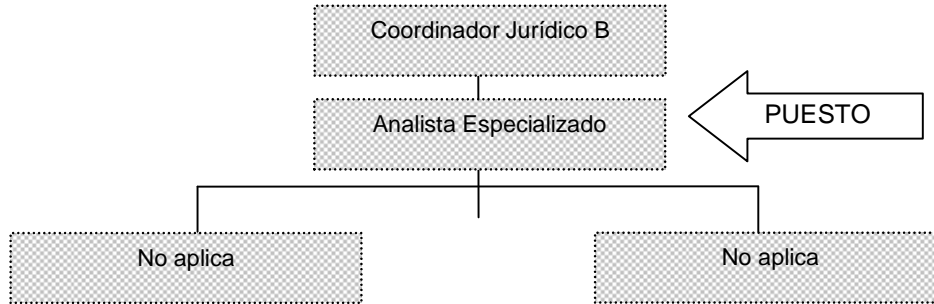 Coordinador Jurídico B
Analista Especializado
PUESTO
No aplica
No aplica